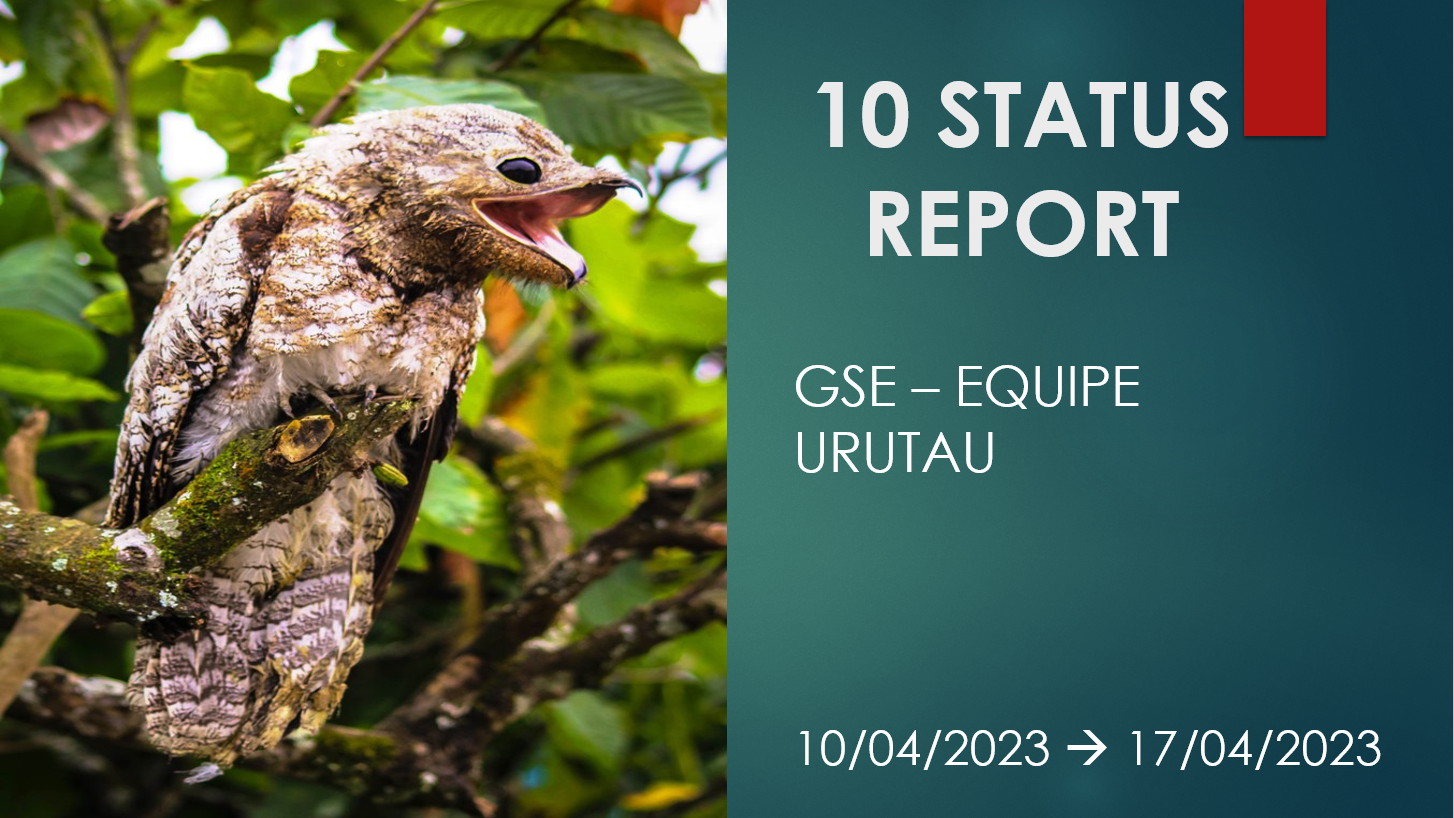 10 STATUS
REPORT
GSE – EQUIPE
URUTAU
10/04/2023 → 17/04/2023